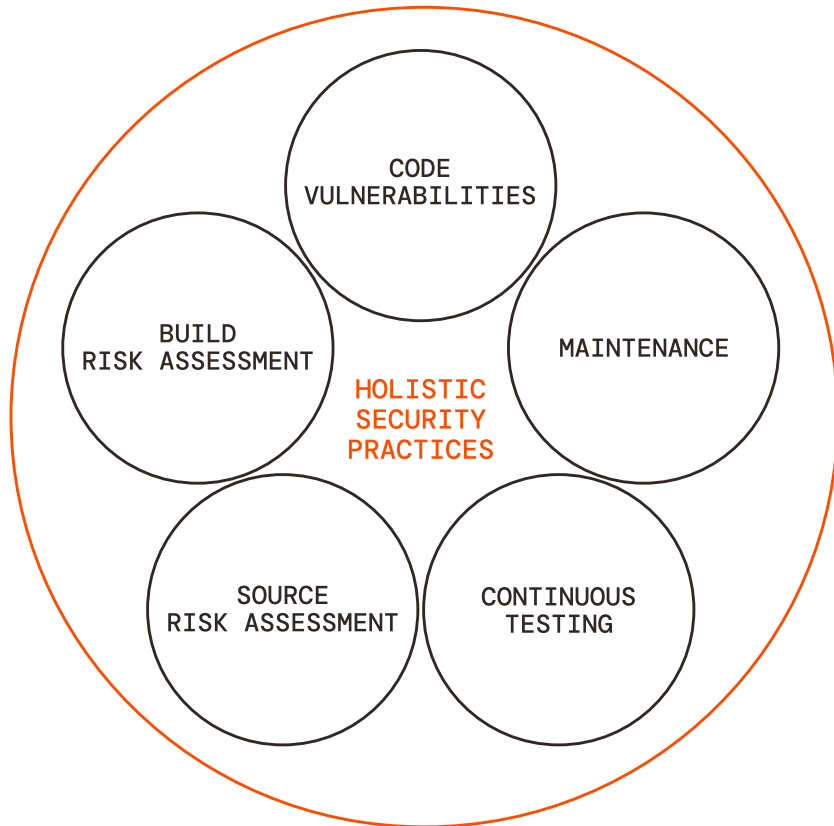 CODE
VULNERABILITIES
BUILD
RISK ASSESSMENT
MAINTENANCE
HOLISTIC
SECURITY
PRACTICES
SOURCE
RISK ASSESSMENT
CONTINUOUS
TESTING